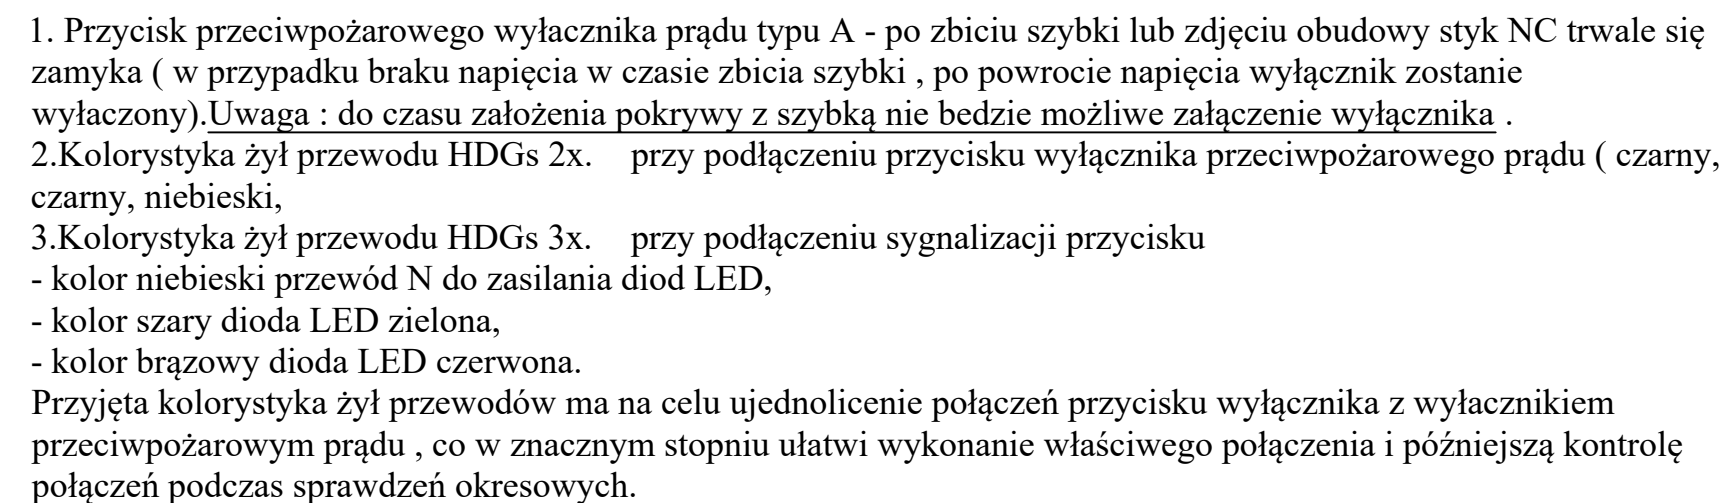 1. Przycisk przeciwpożarowego wyłacznika prądu typu A - po zbiciu szybki lub zdjęciu obudowy styk NC trwale się
zamyka ( w przypadku braku napięcia w czasie zbicia szybki , po powrocie napięcia wyłącznik zostanie
wyłaczony).Uwaga : do czasu założenia pokrywy z szybką nie bedzie możliwe załączenie wyłącznika .
2.Kolorystyka żył przewodu HDGs 2x. przy podłączeniu przycisku wyłącznika przeciwpożarowego prądu ( czarny,
czarny, niebieski,
3.Kolorystyka żył przewodu HDGs 3x. przy podłączeniu sygnalizacji przycisku
- kolor niebieski przewód N do zasilania diod LED,
- kolor szary dioda LED zielona,
- kolor brązowy dioda LED czerwona.
Przyjęta kolorystyka żył przewodów ma na celu ujednolicenie połączeń przycisku wyłącznika z wyłacznikiem
przeciwpożarowym prądu , co w znacznym stopniu ułatwi wykonanie właściwego połączenia i późniejszą kontrolę
połączeń podczas sprawdzeń okresowych.